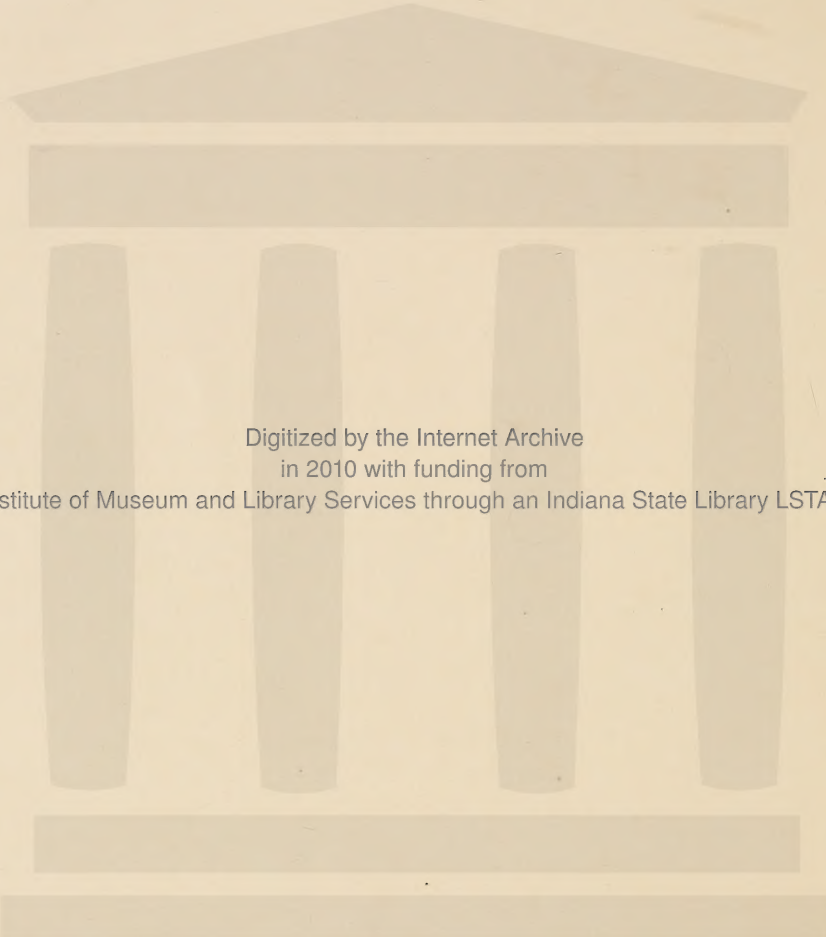 Digitized by the Internet Archive
in 2010 with funding from
stitute of Museum and Library Services through an Indiana State Library LSTA